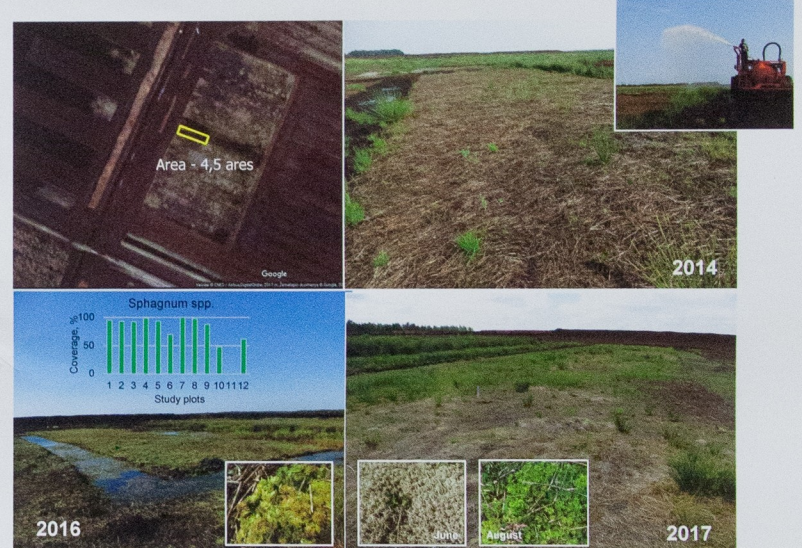 Area - 4,5 ares
Google
2014
Sphagnum spp.
Coverage, %
100
50
0
1 2 3 4 5 6 7 8 9 10 11 12
Study plots
2016
June
August
2017